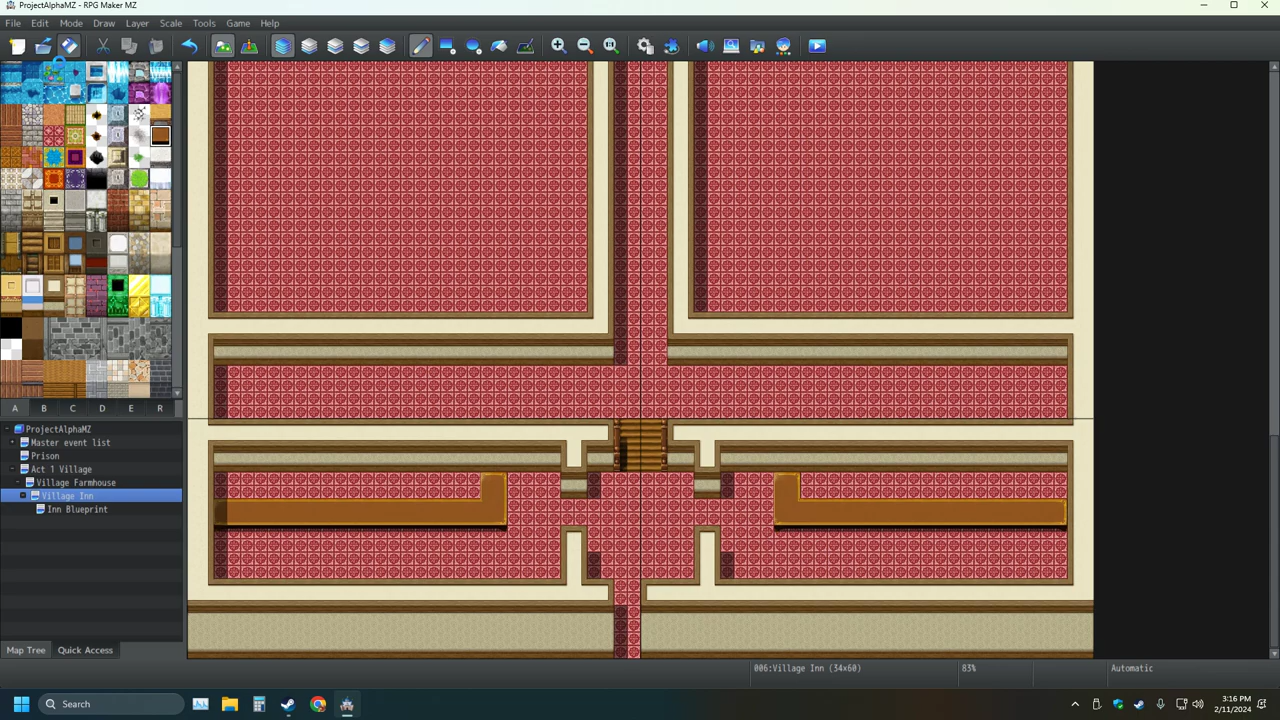 ProjectAlphaMZ - RPG Maker MZ
File Edit Mode Draw Layer Scale Tools Game Help
A B C D E R
ProjectAlphaMZ
Master event list
Prison
Act 1 Village
Village Farmhouse
Village Inn
Inn Blueprint
Map Tree Quick Access
006:Village Inn (34x60) 83% Automatic
Search
3:16 PM
2/11/2024